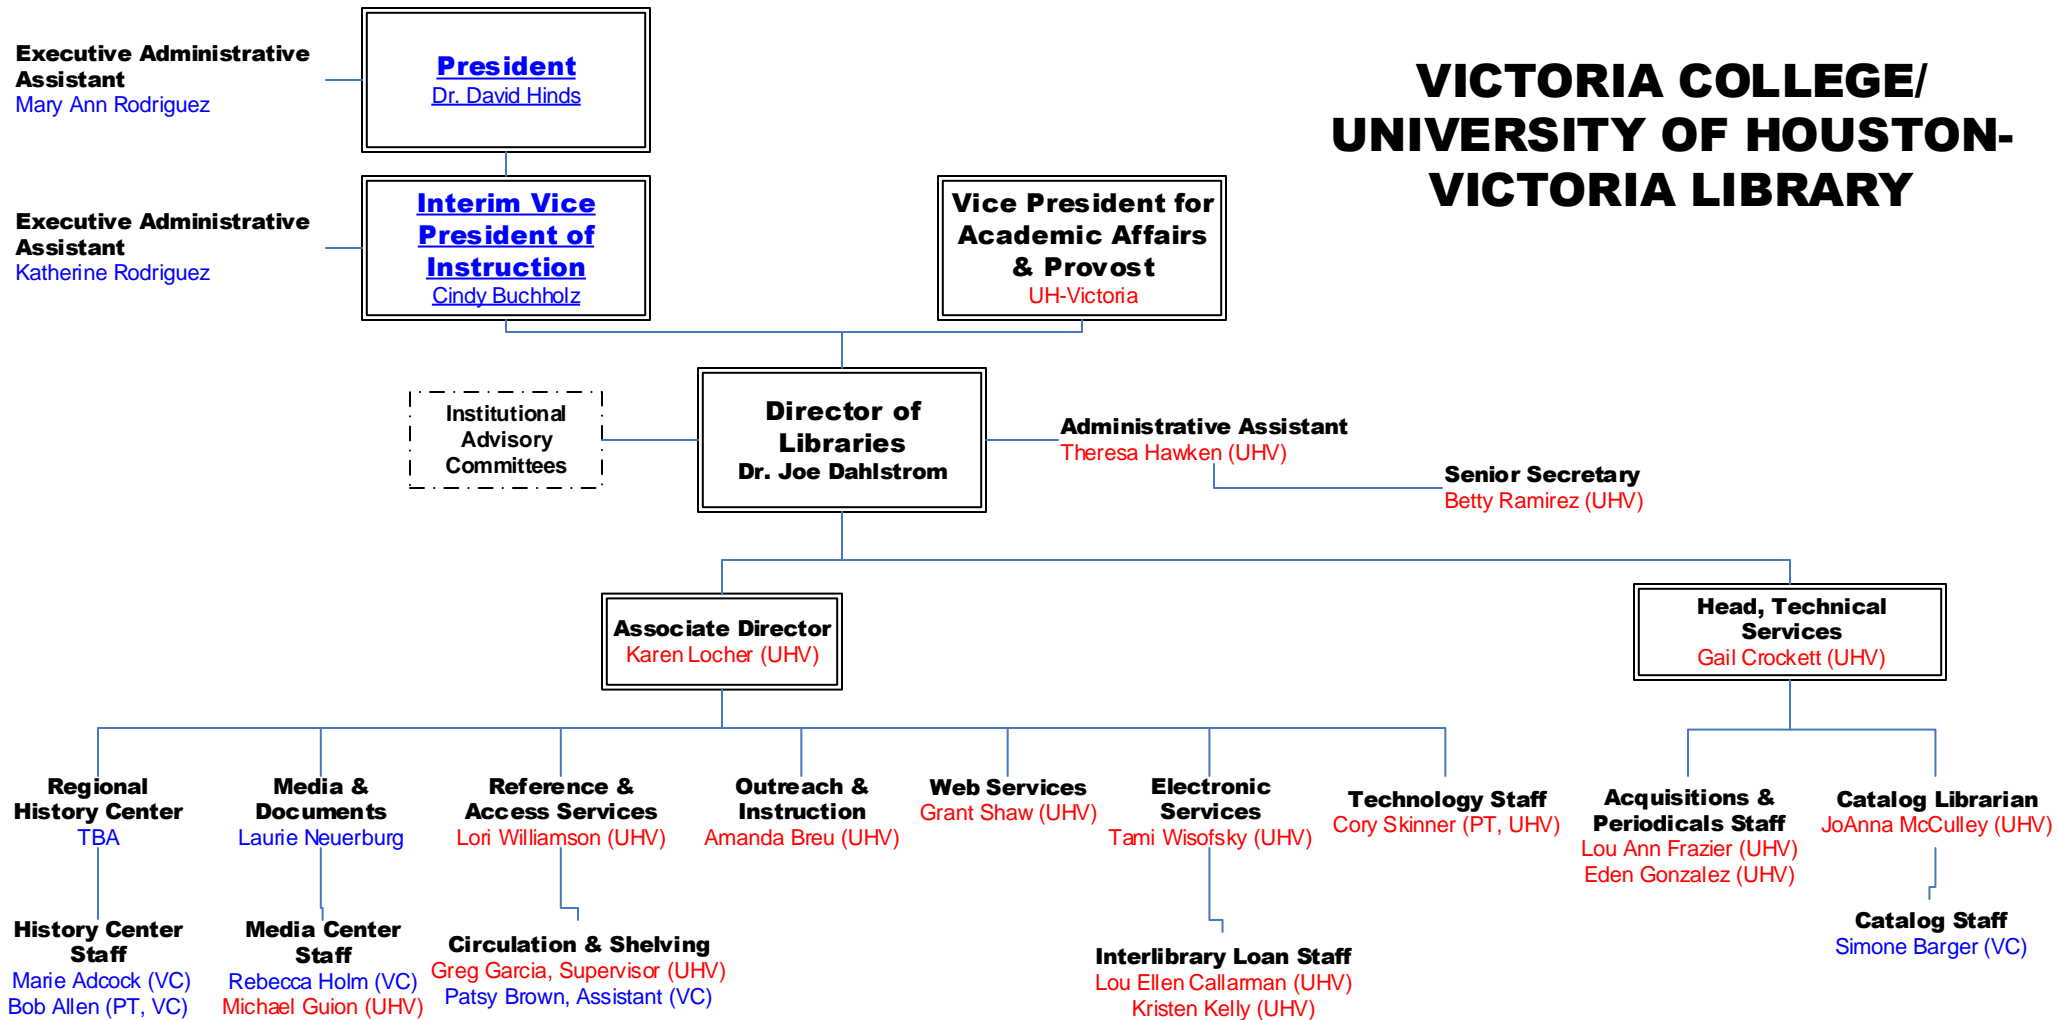 VICTORIA COLLEGE/
UNIVERSITY OF HOUSTON-
VICTORIA LIBRARY
Executive Administrative
Assistant
Mary Ann Rodriguez
President
Dr. David Hinds
Executive Administrative
Assistant
Katherine Rodriguez
Interim Vice
President of
Instruction
Cindy Buchholz
Vice President for
Academic Affairs
& Provost
UH-Victoria
Institutional
Advisory
Committees
Director of
Libraries
Dr. Joe Dahlstrom
Administrative Assistant
Theresa Hawken (UHV)
Senior Secretary
Betty Ramirez (UHV)
Associate Director
Karen Locher (UHV)
Head, Technical
Services
Gail Crockett (UHV)
Regional
History Center
TBA
Media &
Documents
Laurie Neuerburg
Reference &
Access Services
Lori Williamson (UHV)
Outreach &
Instruction
Amanda Breu (UHV)
Web Services
Grant Shaw (UHV)
Electronic
Services
Tami Wisofsky (UHV)
Technology Staff
Cory Skinner (PT, UHV)
Acquisitions &
Periodicals Staff
Lou Ann Frazier (UHV)
Eden Gonzalez (UHV)
Catalog Librarian
JoAnna McCulley (UHV)
History Center
Staff
Marie Adcock (VC)
Bob Allen (PT, VC)
Media Center
Staff
Rebecca Holm (VC)
Michael Guion (UHV)
Circulation & Shelving
Greg Garcia, Supervisor (UHV)
Patsy Brown, Assistant (VC)
Interlibrary Loan Staff
Lou Ellen Callarman (UHV)
Kristen Kelly (UHV)
Catalog Staff
Simone Barger (VC)